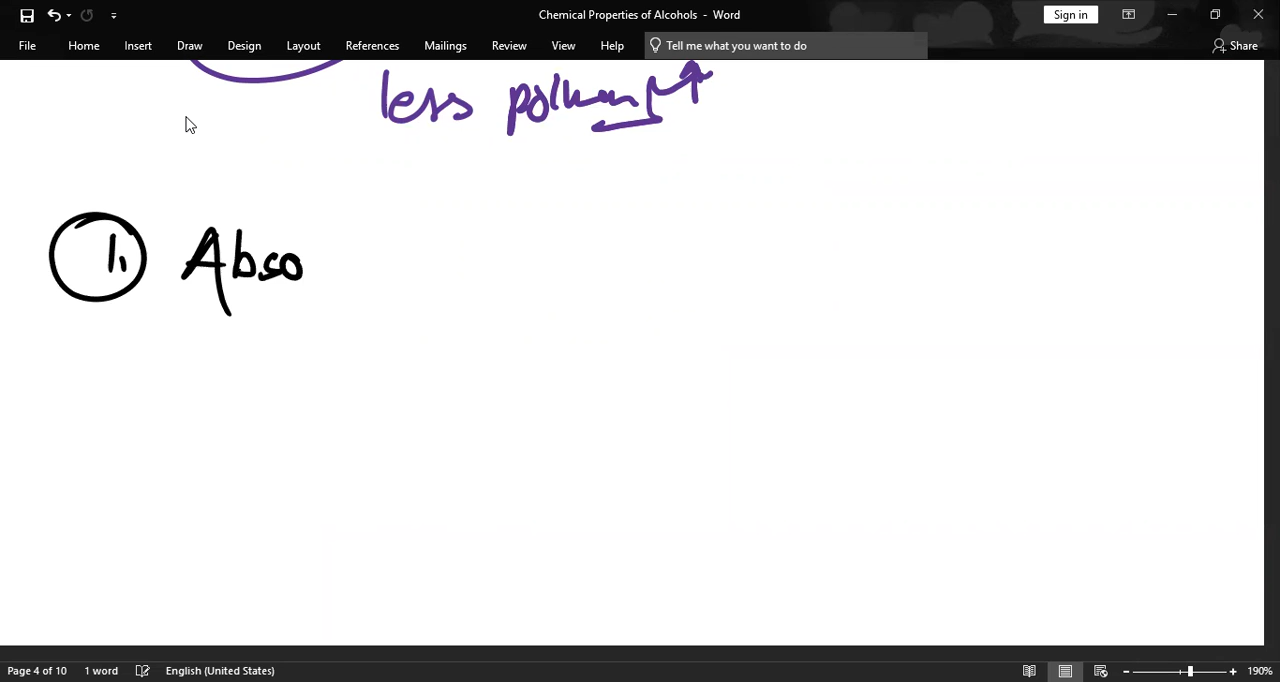 Chemical Properties of Alcohols - Word
Sign in
File Home Insert Draw Design Layout References Mailings Review View Help Tell me what you want to do Share
less
1. Abso
Page 4 of 10 1 word English (United States) 190%